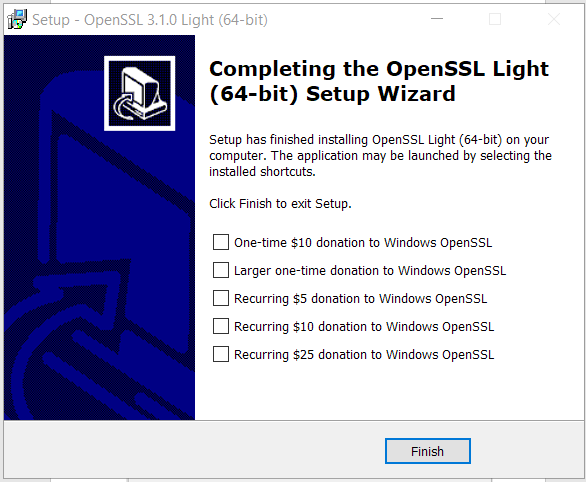 Setup - OpenSSL 3.1.0 Light (64-bit)
Completing the OpenSSL Light
(64-bit) Setup Wizard
Setup has finished installing OpenSSL Light (64-bit) on your
computer. The application may be launched by selecting the
installed shortcuts.
Click Finish to exit Setup.
One-time $10 donation to Windows OpenSSL
Larger one-time donation to Windows OpenSSL
Recurring $5 donation to Windows OpenSSL
Recurring $10 donation to Windows OpenSSL
Recurring $25 donation to Windows OpenSSL
Finish